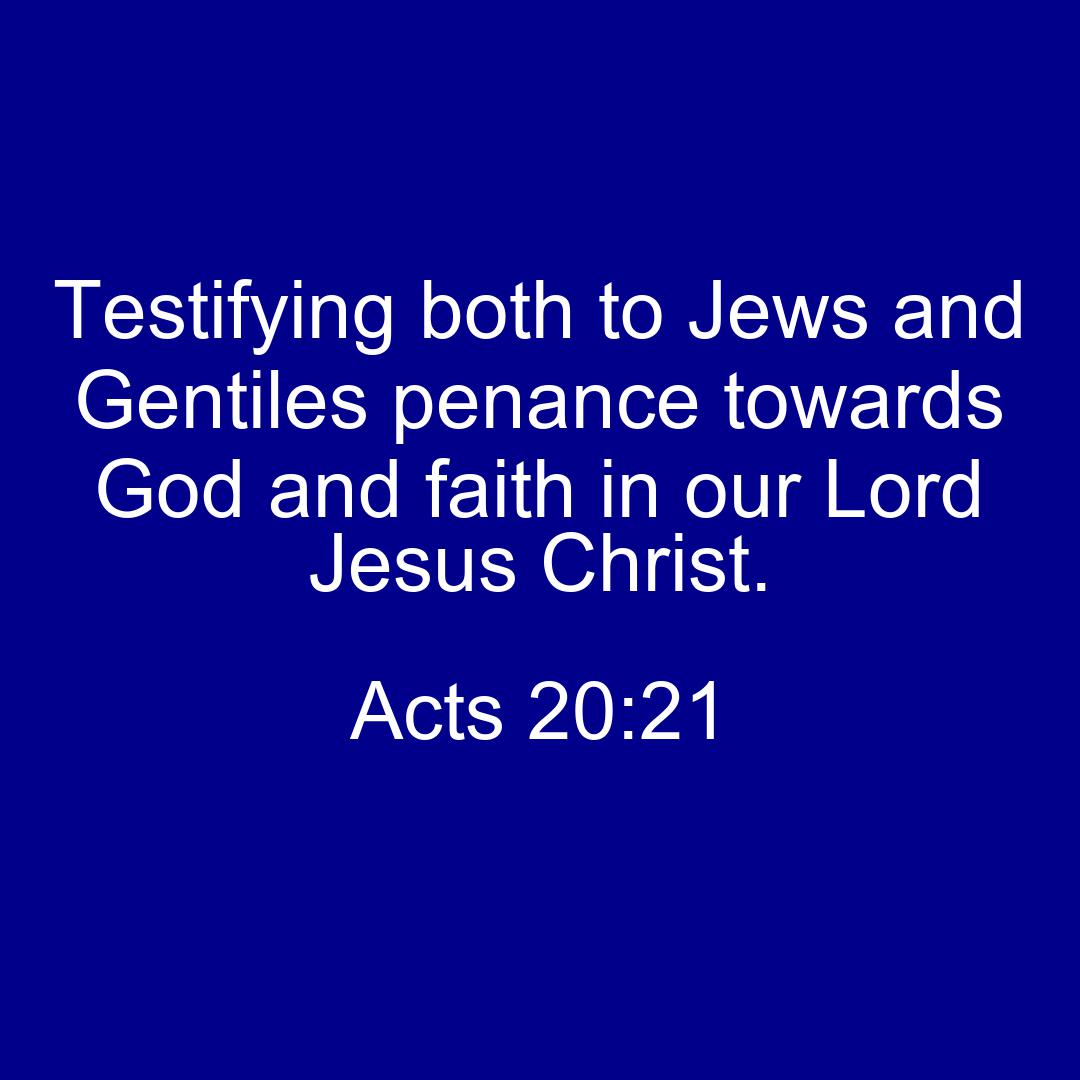 Testifying both to Jews and
Gentiles penance towards
God and faith in our Lord
Jesus Christ.
Acts 20:21